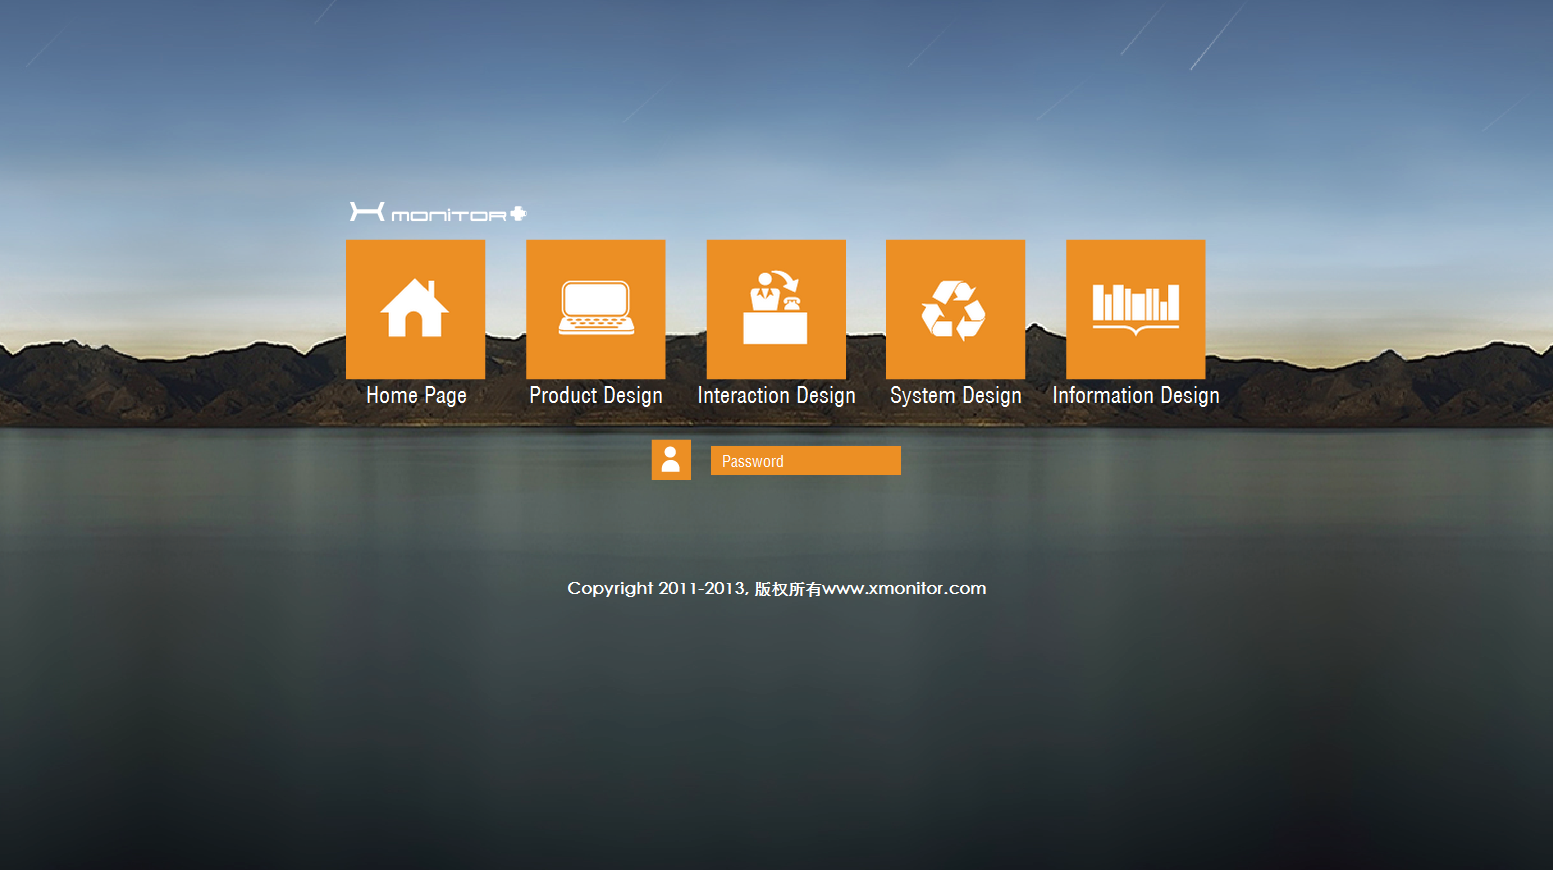 X monitor+
Home Page
Product Design
Interaction Design
System Design
Information Design
Password
Copyright 2011-2013, 版权所有www.xmonitor.com